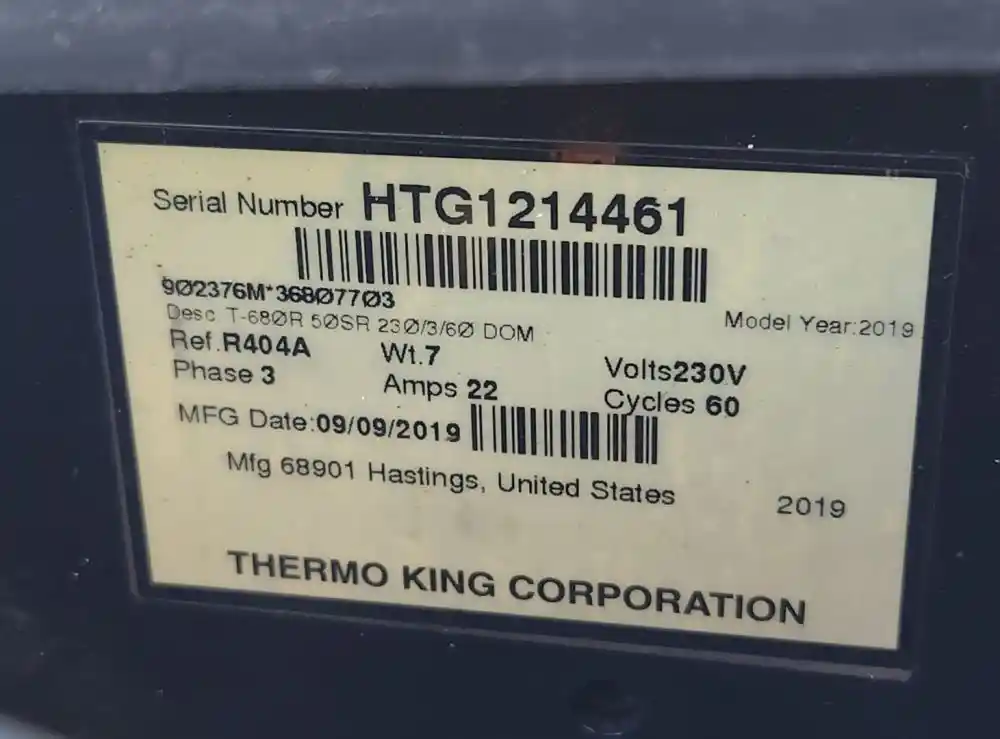 Serial Number HTG1214461
9Ø2376M*368Ø77Ø3
Desc T-68ØR 5ØSR 23Ø/3/6Ø DOM
Model Year:2019
Ref.R404A Wt.7 Volts230V
Phase 3 Amps 22 Cycles 60
MFG Date:09/09/2019
Mfg 68901 Hastings, United States 2019
THERMO KING CORPORATION